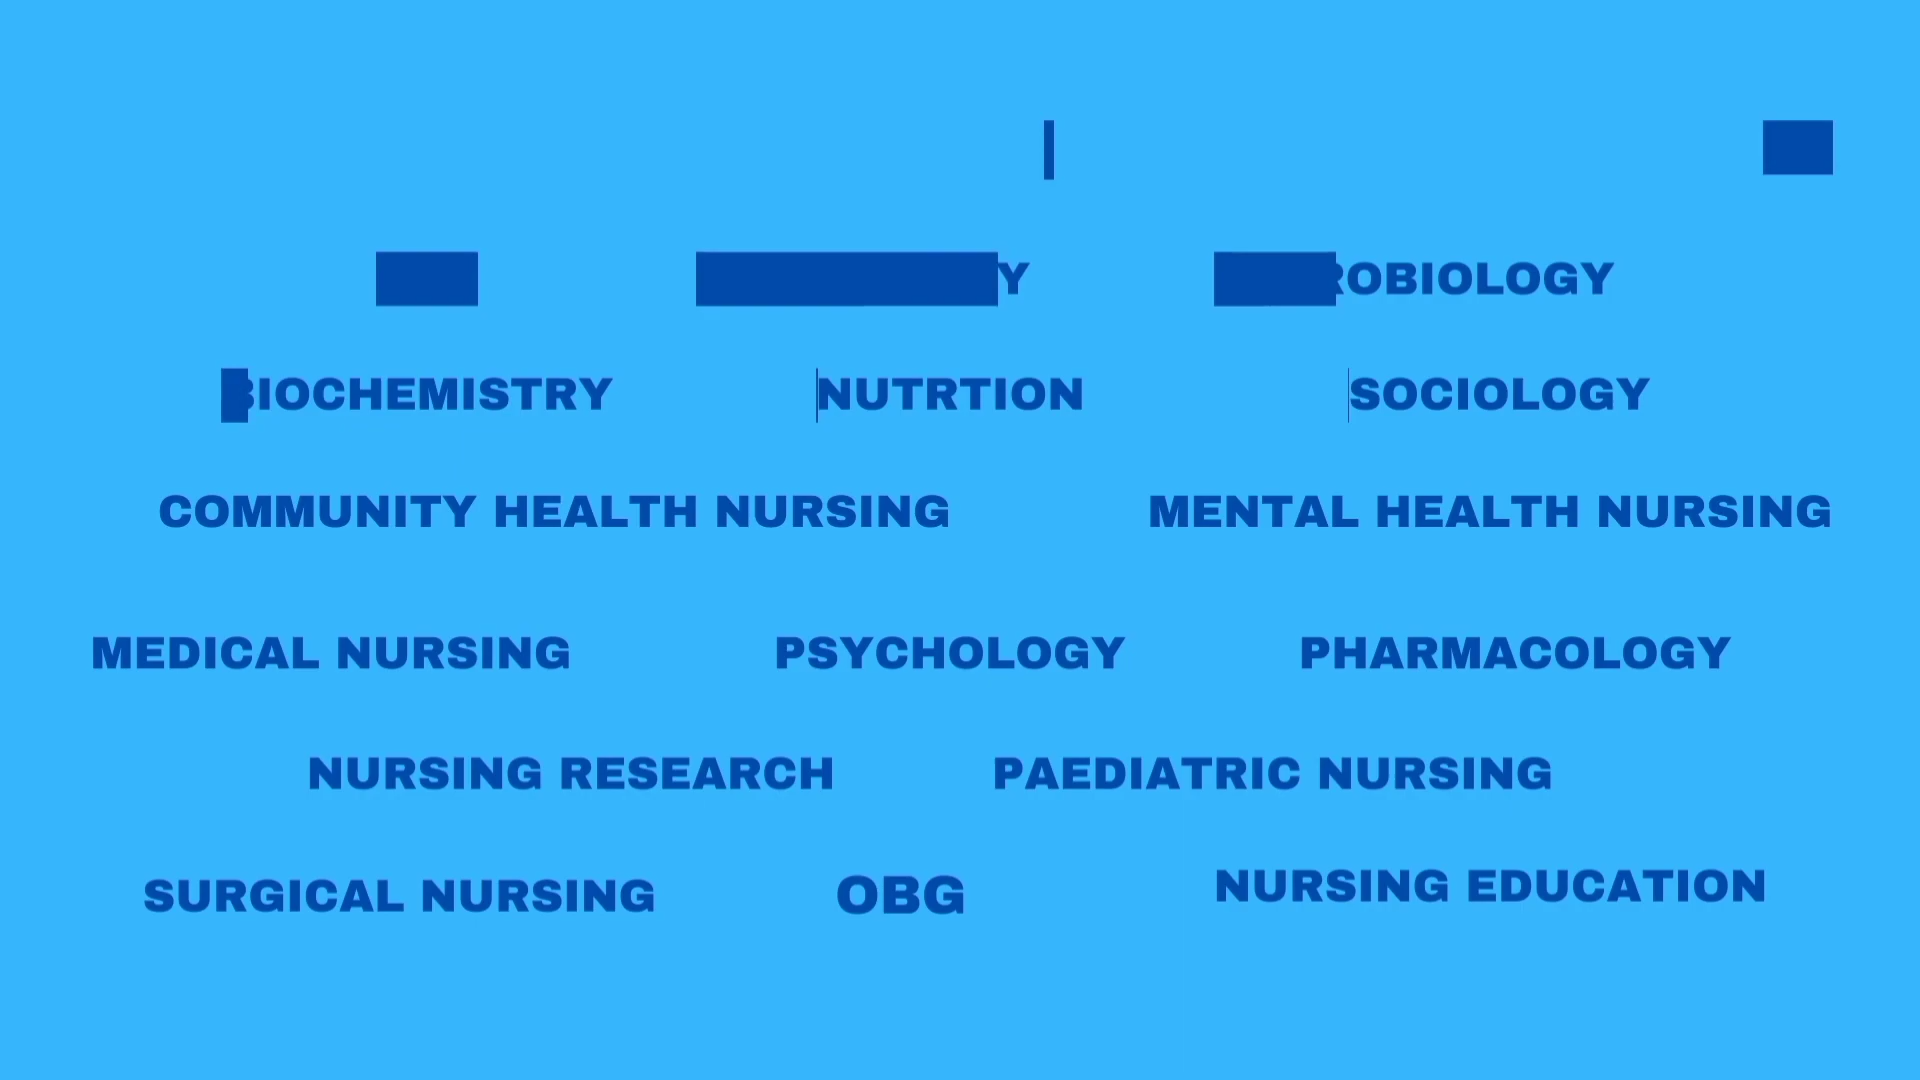 Y ROBIOLOGY
BIOCHEMISTRY NUTRTION SOCIOLOGY
COMMUNITY HEALTH NURSING MENTAL HEALTH NURSING
MEDICAL NURSING PSYCHOLOGY PHARMACOLOGY
NURSING RESEARCH PAEDIATRIC NURSING
SURGICAL NURSING OBG NURSING EDUCATION